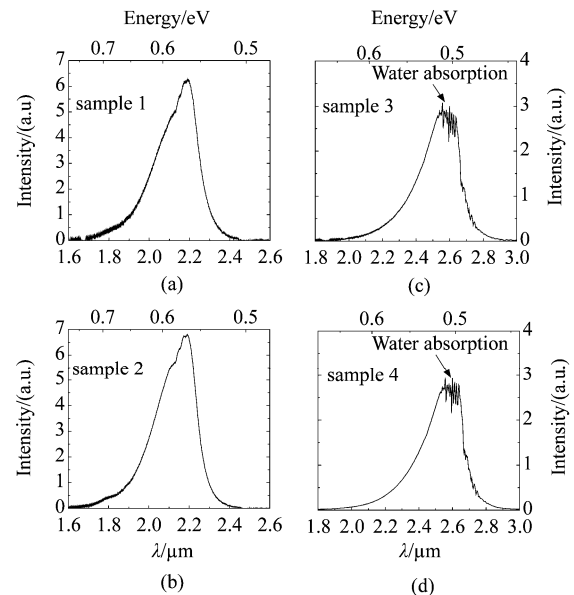 Energy/eV
0.7 0.6 0.5
7
6
5
4
3
2
1
0
Intensity/(a.u)
sample 1
1.6 1.8 2.0 2.2 2.4 2.6
(a)
Energy/eV
0.6 0.5
4
3
2
1
0
Intensity/(a.u.)
Water absorption
sample 3
1.8 2.0 2.2 2.4 2.6 2.8 3.0
(c)
0.7 0.6 0.5
7
6
5
4
3
2
1
0
Intensity/(a.u.)
sample 2
1.6 1.8 2.0 2.2 2.4 2.6
λ/μm
(b)
0.6 0.5
4
3
2
1
0
Intensity/(a.u.)
Water absorption
sample 4
1.8 2.0 2.2 2.4 2.6 2.8 3.0
λ/μm
(d)